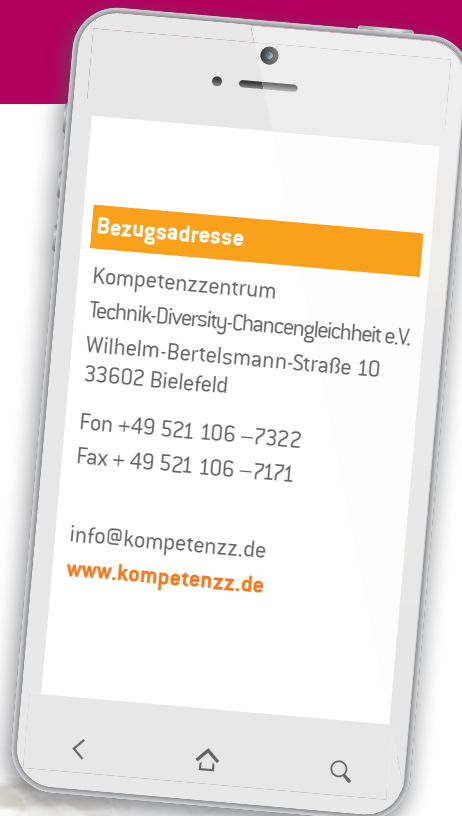 Bezugsadresse
Kompetenzzentrum
Technik-Diversity-Chancengleichheit e.V.
Wilhelm-Bertelsmann-Straße 10
33602 Bielefeld
Fon +49 521 106 –7322
Fax + 49 521 106 –7171
info@kompetenzz.de
www.kompetenzz.de